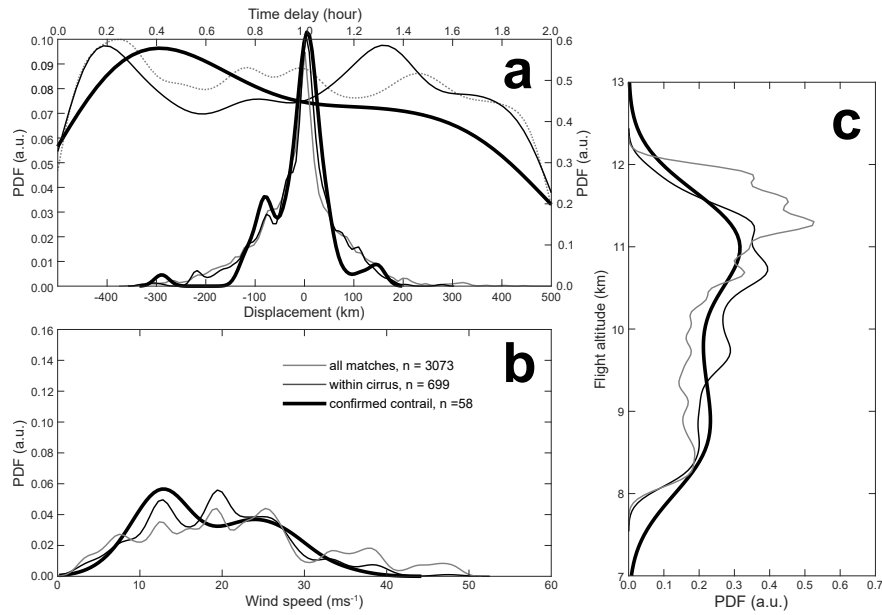 Time delay (hour)
0.0 0.2 0.4 0.6 0.8 1.0 1.2 1.4 1.6 1.8 2.0
a
PDF (a.u.)
0.10
0.09
0.08
0.07
0.06
0.05
0.04
0.03
0.02
0.01
0.00
0.6
0.5
0.4
0.3
0.2
0.1
0.0
PDF (a.u.)
-400 -300 -200 -100 0 100 200 300 400 500
Displacement (km)
b
PDF (a.u.)
0.16
0.14
0.12
0.10
0.08
0.06
0.04
0.02
0.00
all matches, n = 3073
within cirrus, n = 699
confirmed contrail, n =58
0 10 20 30 40 50 60
Wind speed (ms⁻¹)
c
Flight altitude (km)
13
12
11
10
9
8
7
0.0 0.1 0.2 0.3 0.4 0.5 0.6 0.7
PDF (a.u.)